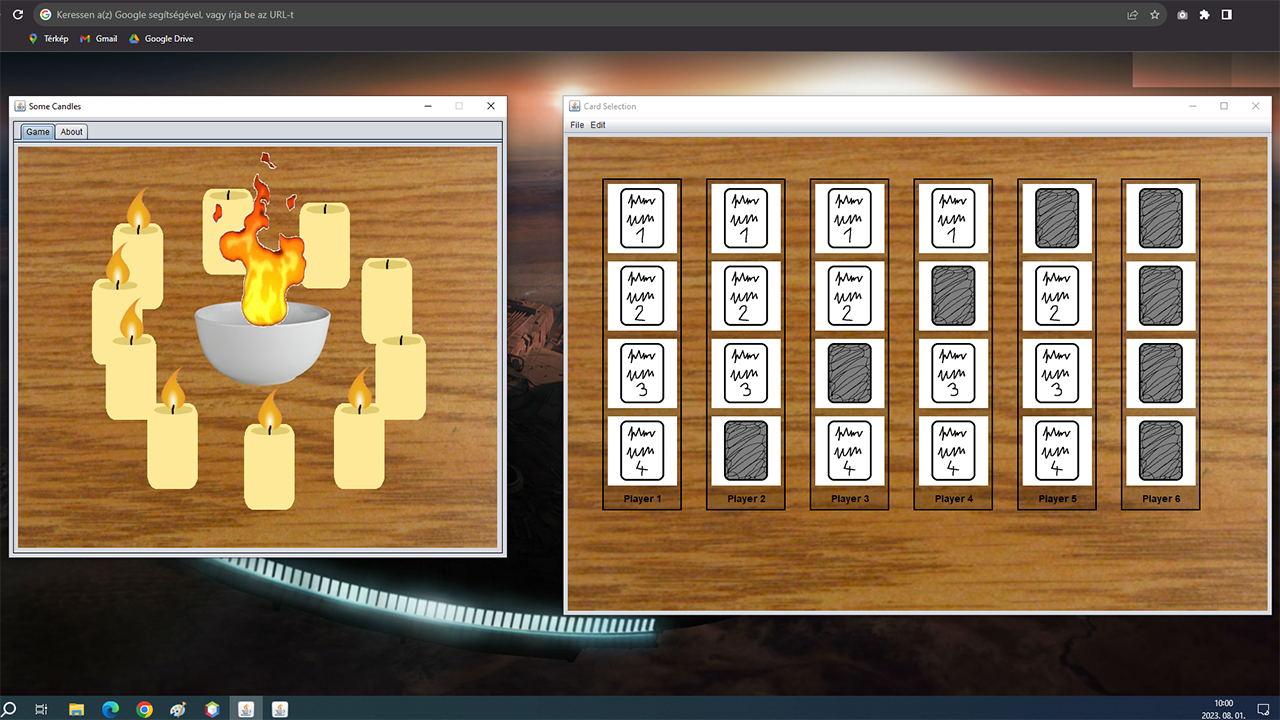 Keressen a(z) Google segítségével, vagy írja be az URL-t
Térkép Gmail Google Drive
Some Candles
Game About
Card Selection
File Edit
1 1 1 1
2 2 2 2
3 3 3 3
4 4 4 4
Player 1 Player 2 Player 3 Player 4 Player 5 Player 6
10:00
2023. 08. 01.